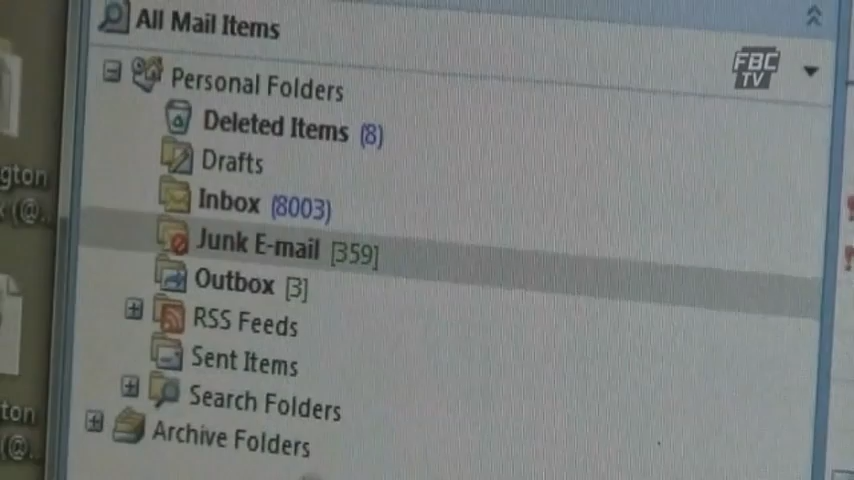 All Mail Items
FBC
TV
Personal Folders
Deleted Items (8)
Drafts
gton
Inbox (8003)
(@..
Junk E-mail [359]
Outbox [3]
RSS Feeds
Sent Items
Search Folders
ton
Archive Folders
(@..